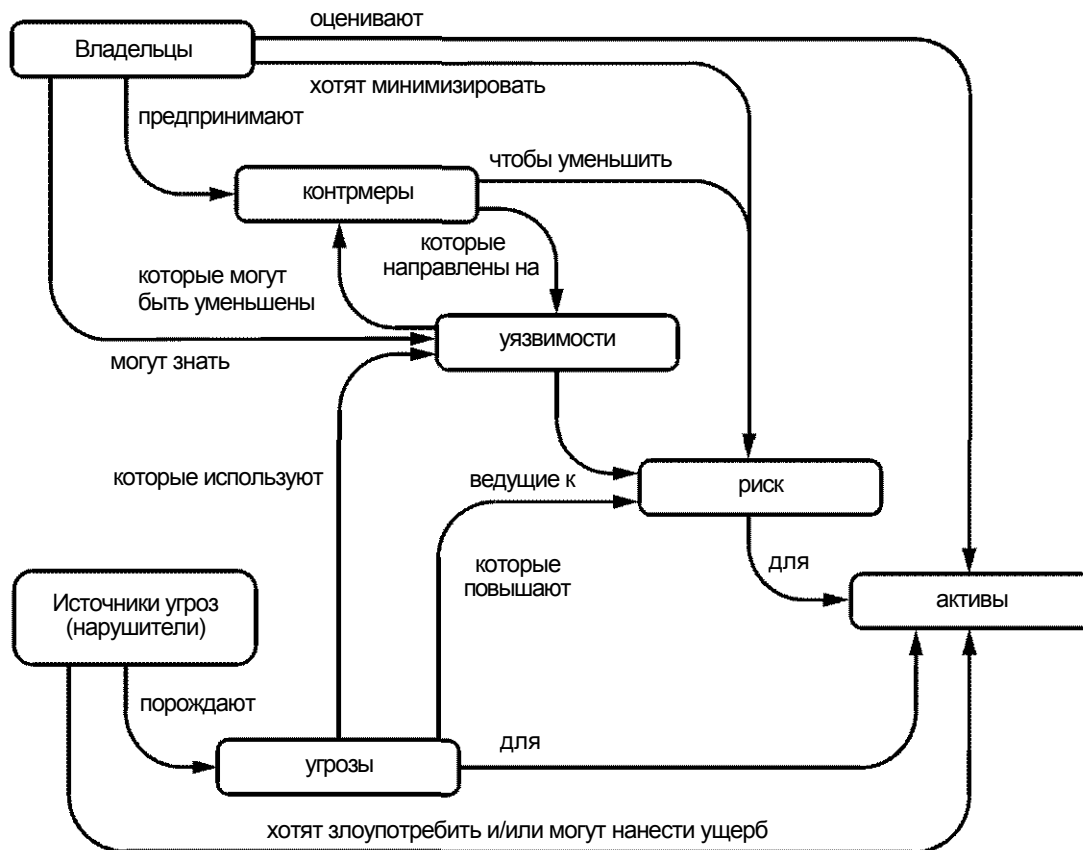 оценивают
Владельцы
хотят минимизировать
предпринимают
чтобы уменьшить
контрмеры
которые
направлены на
которые могут
быть уменьшены
уязвимости
могут знать
которые используют
ведущие к
риск
которые
повышают
для
Источники угроз
(нарушители)
активы
порождают
для
угрозы
хотят злоупотребить и/или могут нанести ущерб